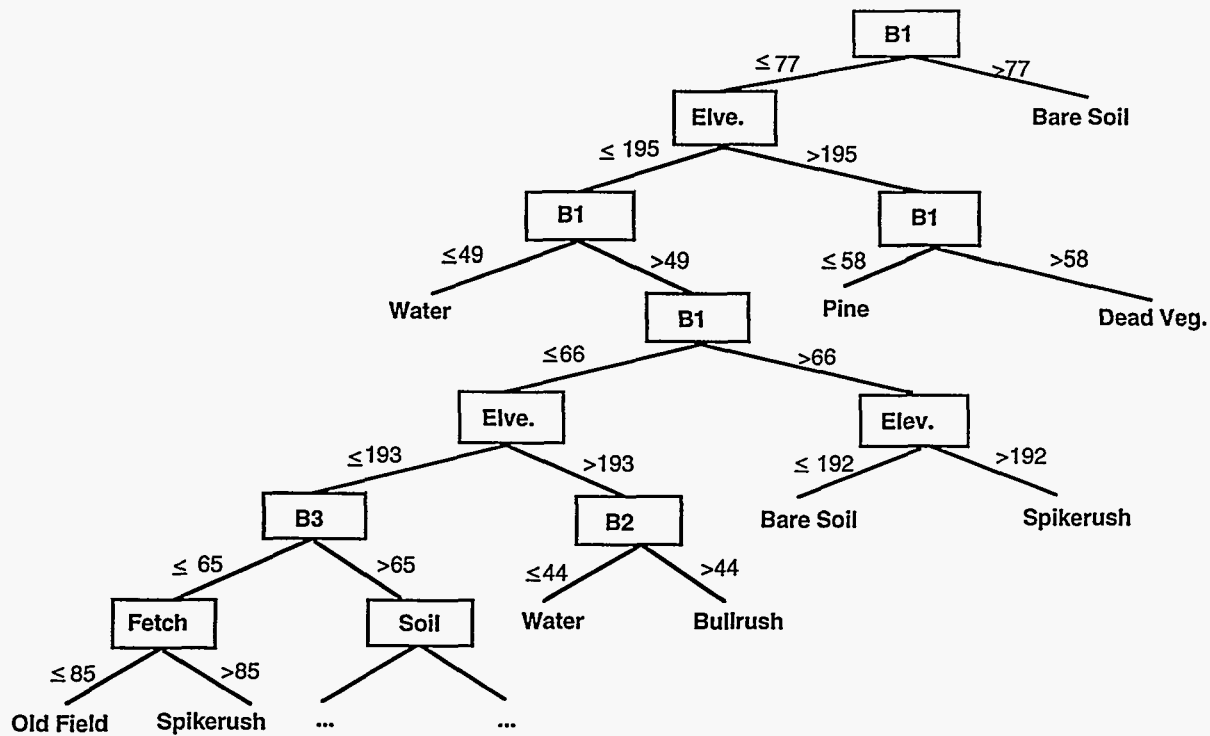 B1
≤ 77 >77
Elve. Bare Soil
≤ 195 >195
B1 B1
≤49 >49 ≤ 58 >58
Water B1 Pine Dead Veg.
≤66 >66
Elve. Elev.
≤193 >193 ≤ 192 >192
B3 B2 Bare Soil Spikerush
≤ 65 >65 ≤44 >44
Fetch Soil Water Bullrush
≤ 85 >85
Old Field Spikerush ... ...